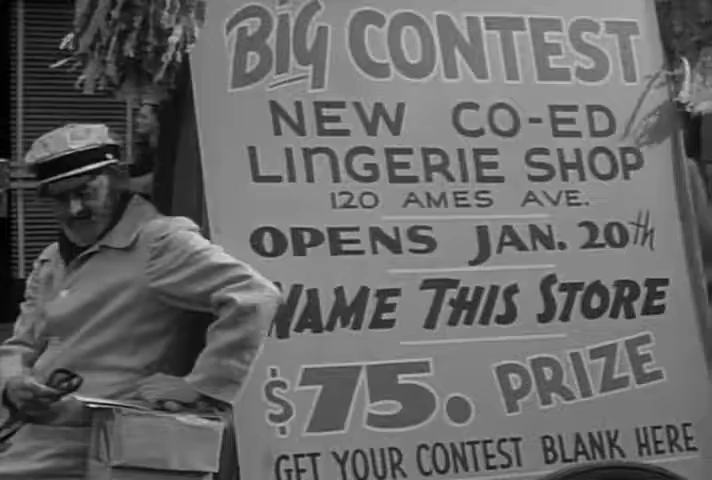 BiG CONTEST
NEW CO-ED
LINGERIE SHOP
120 AMES AVE.
OPENS JAN. 20th
NAME THIS STORE
$75. PRIZE
GET YOUR CONTEST BLANK HERE